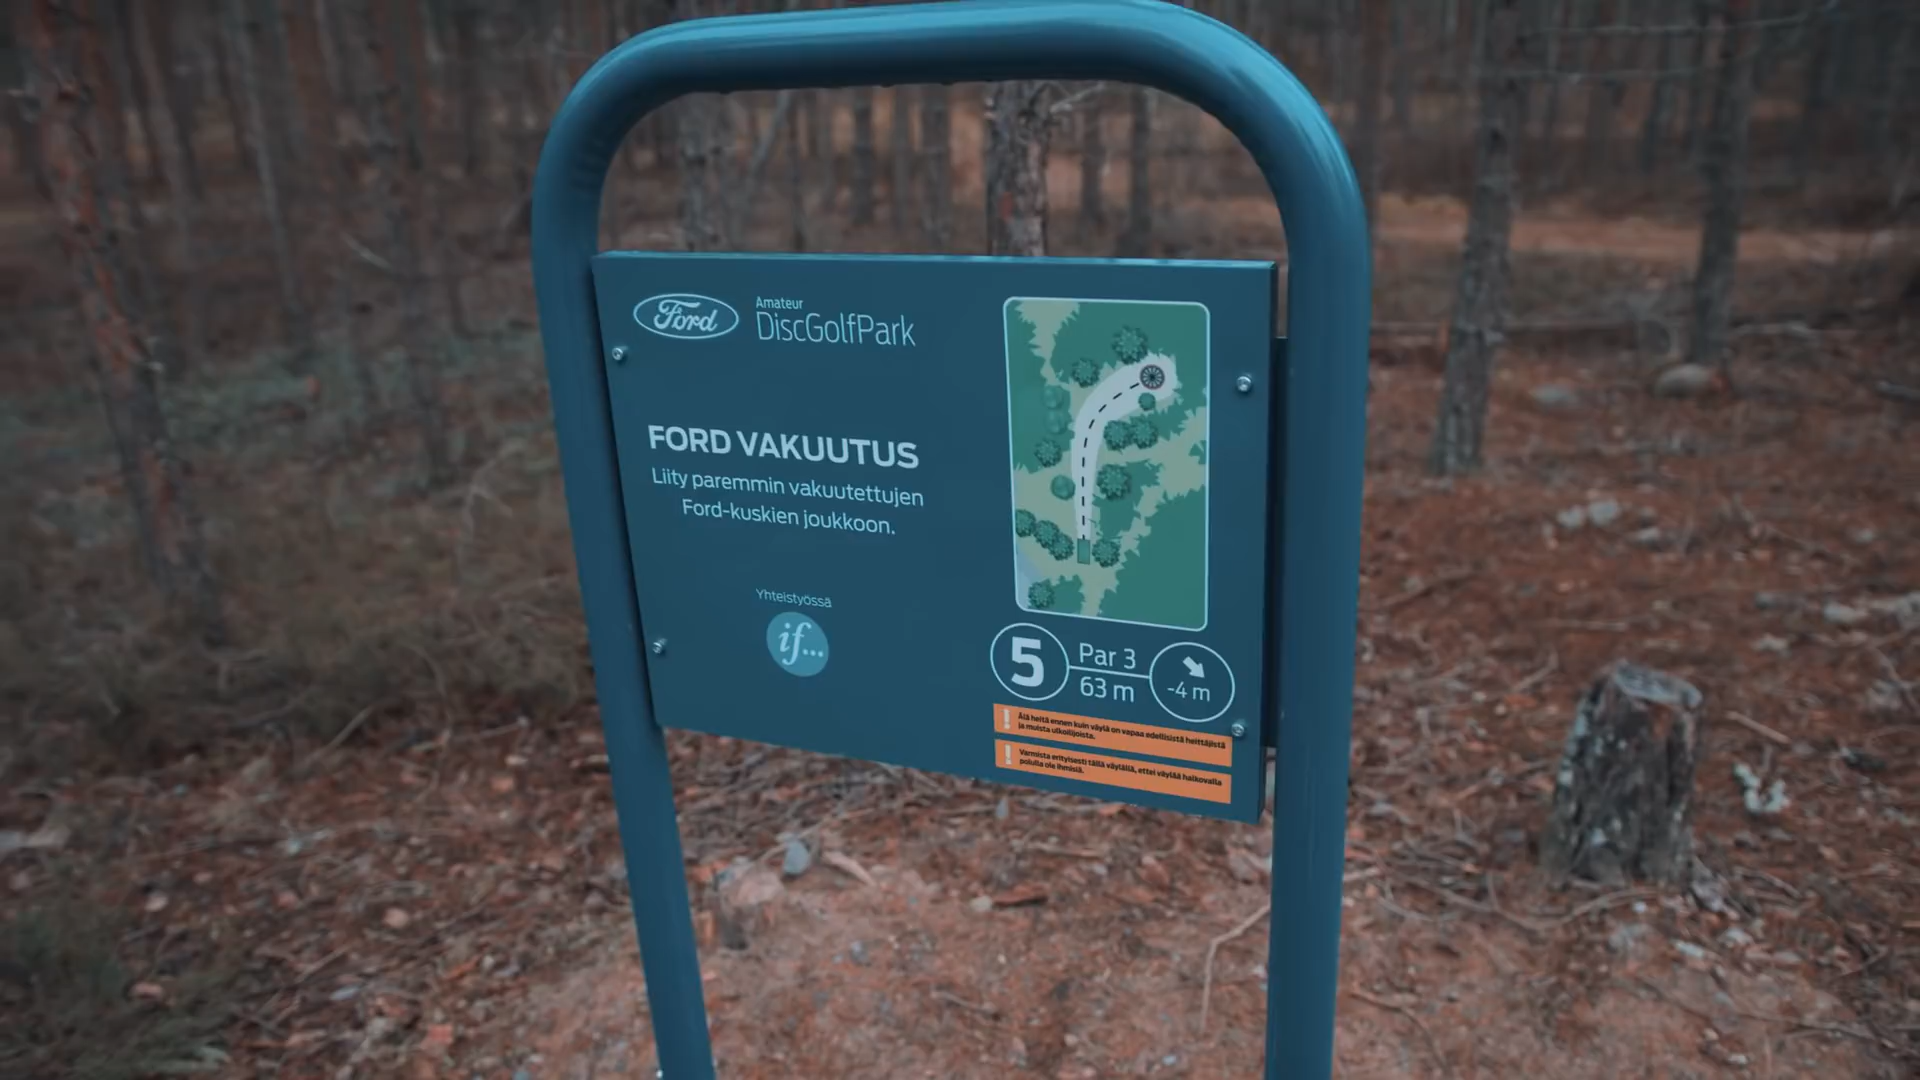 Ford
Amateur
DiscGolfPark
FORD VAKUUTUS
Liity paremmin vakuutettujen
Ford-kuskien joukkoon.
Yhteistyössä
if...
5
Par 3
63 m
-4 m
! Älä heitä ennen kuin väylä on vapaa edellisistä heittäjistä
ja muista ulkoilijoista.
! Varmista erityisesti tällä väylällä, ettei väylää halkovalla
polulla ole ihmisiä.